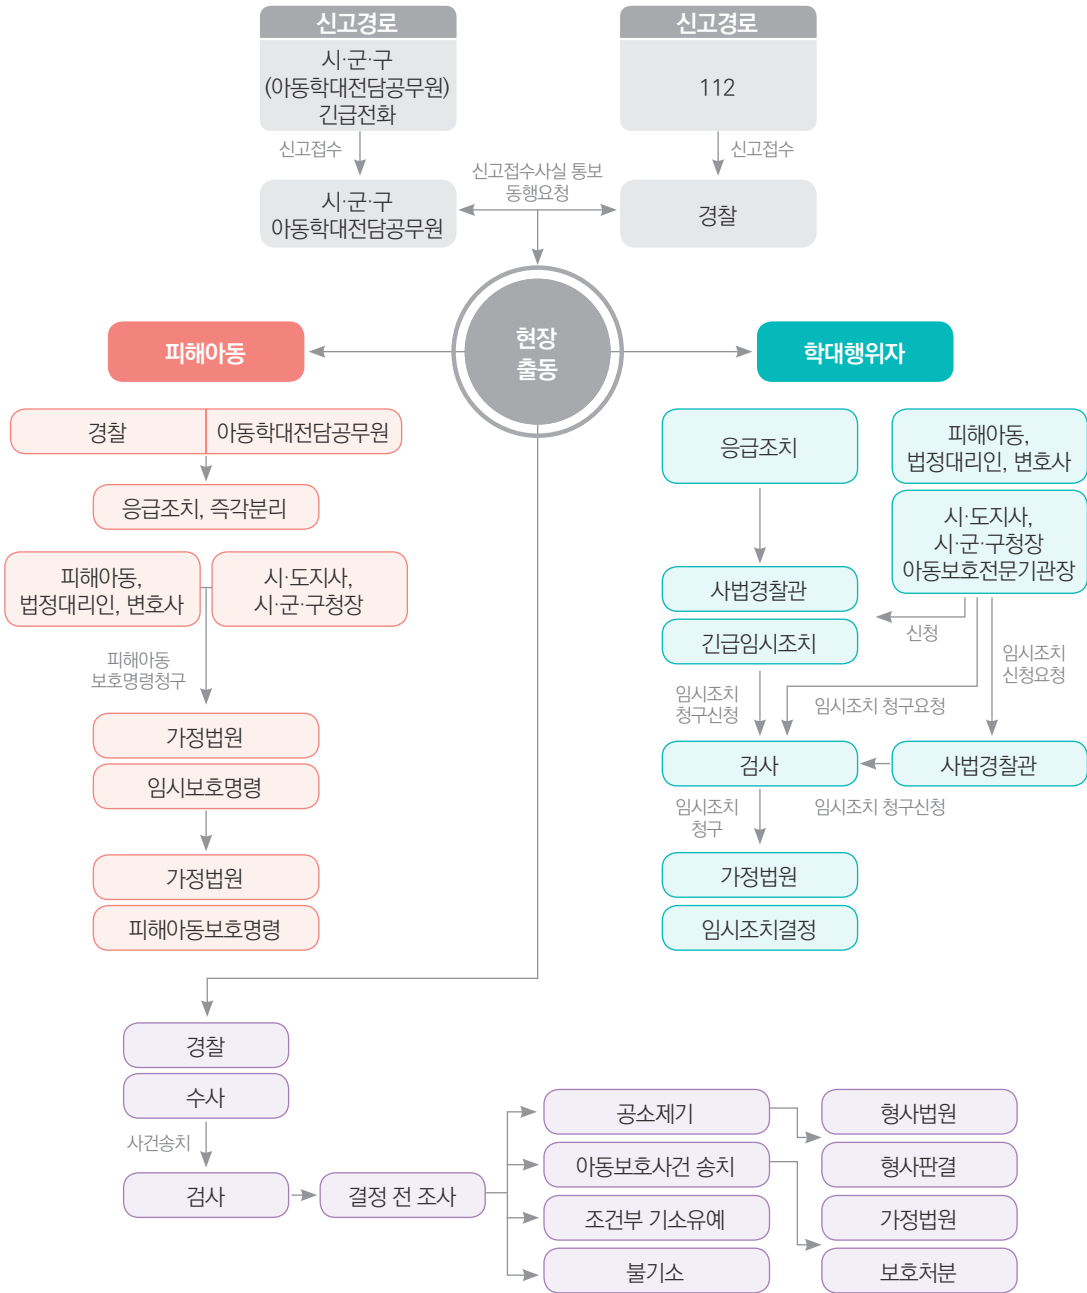 신고경로
시·군·구
(아동학대전담공무원)
긴급전화
신고경로
112
신고접수
신고접수
신고접수사실 통보
동행요청
시·군·구
아동학대전담공무원
경찰
현장
출동
피해아동
학대행위자
경찰
아동학대전담공무원
응급조치, 즉각분리
피해아동,
법정대리인, 변호사
시·도지사,
시·군·구청장
피해아동
보호명령청구
가정법원
임시보호명령
가정법원
피해아동보호명령
응급조치
피해아동,
법정대리인, 변호사
시·도지사,
시·군·구청장
아동보호전문기관장
사법경찰관
긴급임시조치
신청
임시조치
신청요청
임시조치
청구신청
임시조치 청구요청
검사
사법경찰관
임시조치
청구
임시조치 청구신청
가정법원
임시조치결정
경찰
수사
사건송치
검사
결정 전 조사
공소제기
아동보호사건 송치
조건부 기소유예
불기소
형사법원
형사판결
가정법원
보호처분